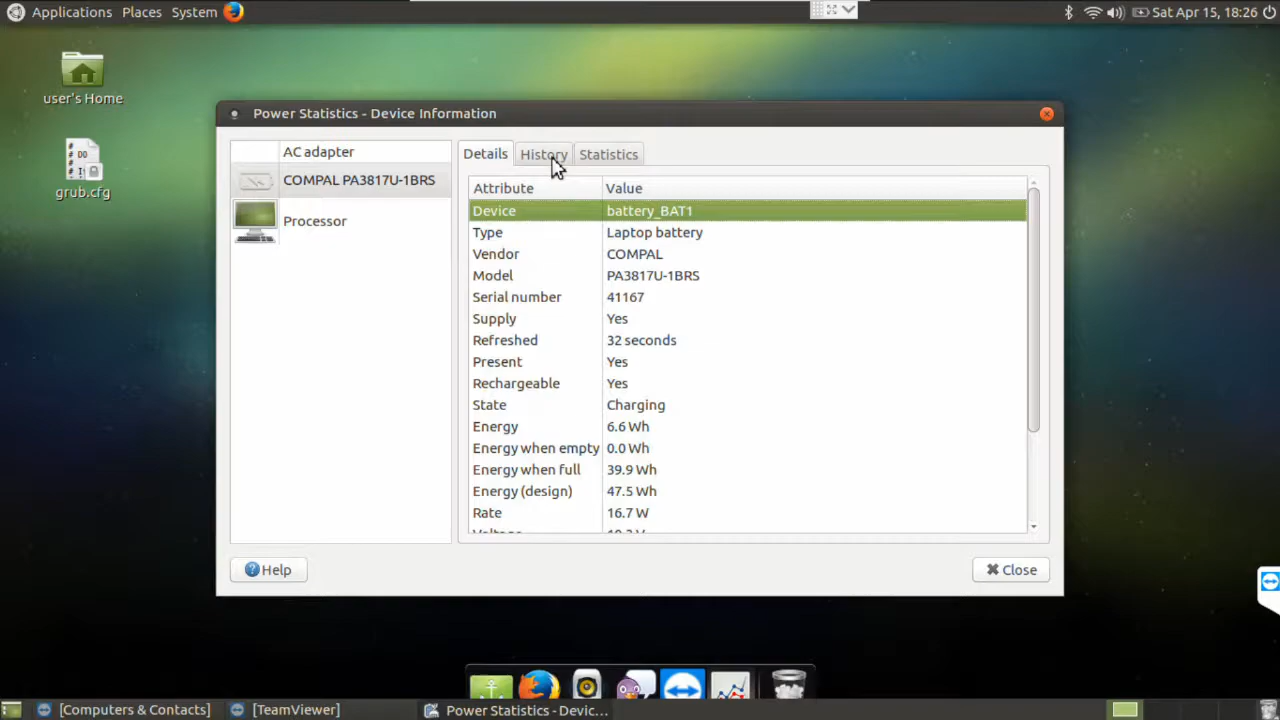 Applications Places System
Sat Apr 15, 18:26
user's Home
grub.cfg
Power Statistics - Device Information
AC adapter
COMPAL PA3817U-1BRS
Processor
Details History Statistics
Attribute Value
Device battery_BAT1
Type Laptop battery
Vendor COMPAL
Model PA3817U-1BRS
Serial number 41167
Supply Yes
Refreshed 32 seconds
Present Yes
Rechargeable Yes
State Charging
Energy 6.6 Wh
Energy when empty 0.0 Wh
Energy when full 39.9 Wh
Energy (design) 47.5 Wh
Rate 16.7 W
Help Close
[Computers & Contacts] [TeamViewer] Power Statistics - Devic...